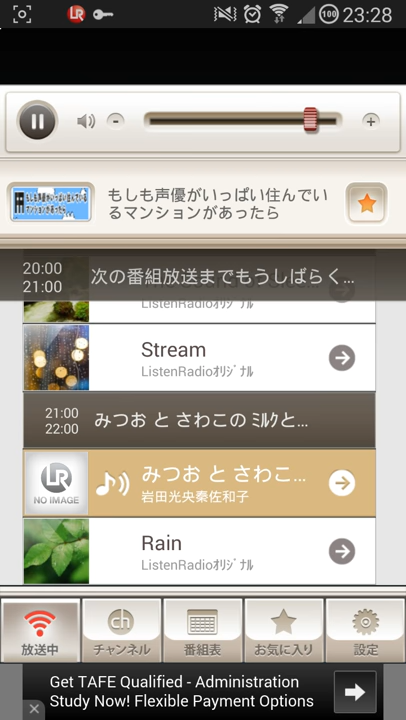 LR
100
23:28
-
+
もしも声優がいっぱい住んでい
るマンションがあったら
20:00
21:00
次の番組放送までもうしばらく…
ListenRadioｵﾘｼﾞﾅﾙ
Stream
ListenRadioｵﾘｼﾞﾅﾙ
21:00
22:00
みつお と さわこの ﾐﾙｸと…
LR
NO IMAGE
みつお と さわこ…
岩田光央秦佐和子
Rain
ListenRadioｵﾘｼﾞﾅﾙ
放送中
ch
チャンネル
番組表
お気に入り
設定
Get TAFE Qualified - Administration
Study Now! Flexible Payment Options